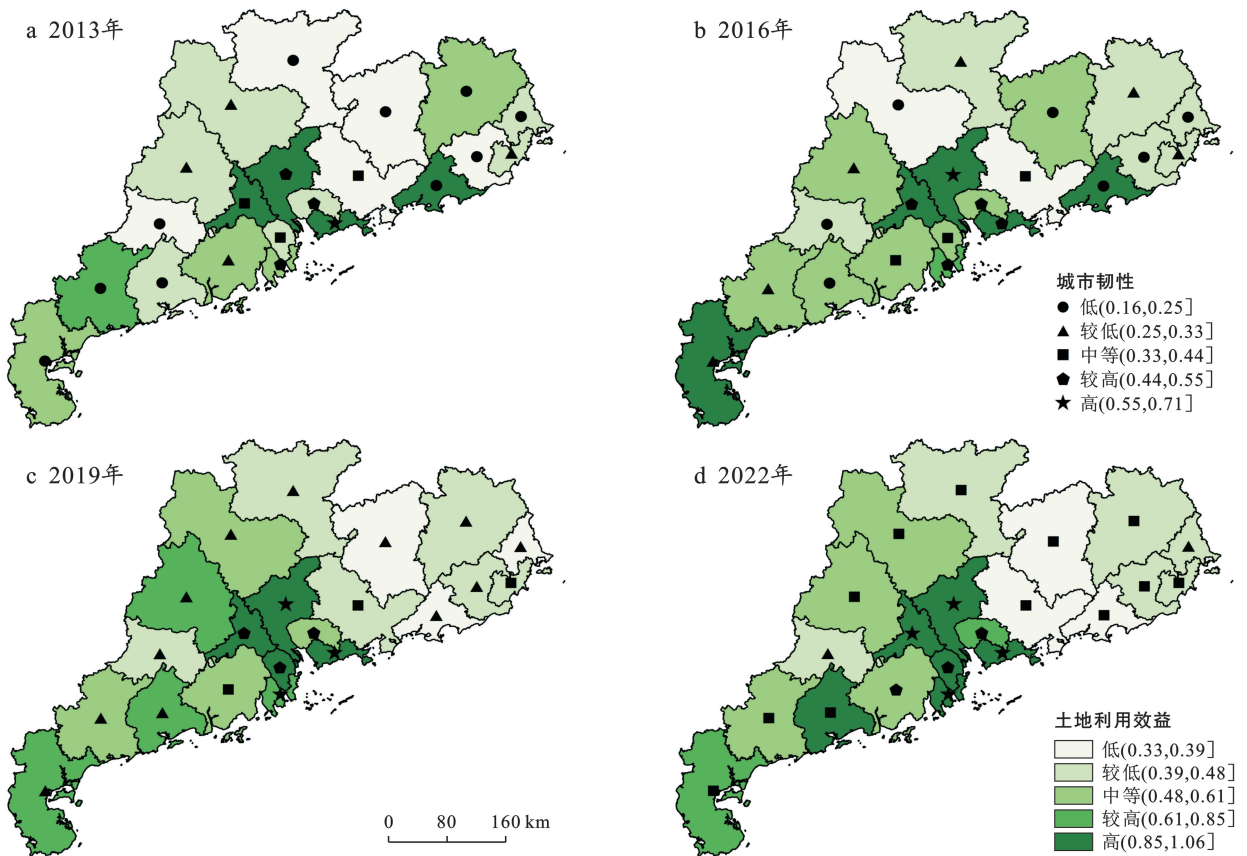 a 2013年
b 2016年
城市韧性
低(0.16,0.25]
较低(0.25,0.33]
中等(0.33,0.44]
较高(0.44,0.55]
高(0.55,0.71]
c 2019年
d 2022年
土地利用效益
低(0.33,0.39]
较低(0.39,0.48]
中等(0.48,0.61]
较高(0.61,0.85]
高(0.85,1.06]
0 80 160 km